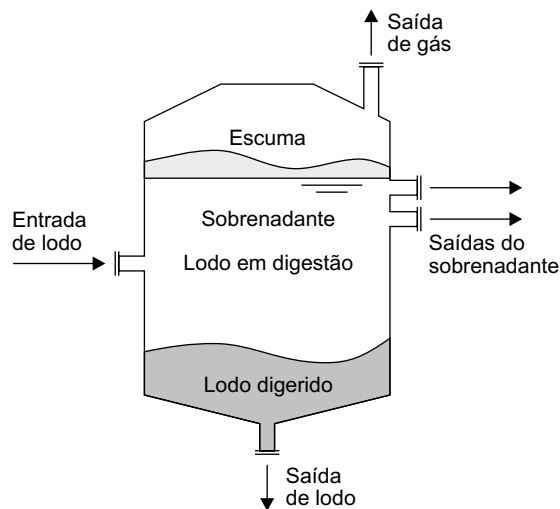 Saída
de gás
Escuma
Entrada
de lodo
Sobrenadante
Lodo em digestão
Saídas do
sobrenadante
Lodo digerido
Saída
de lodo